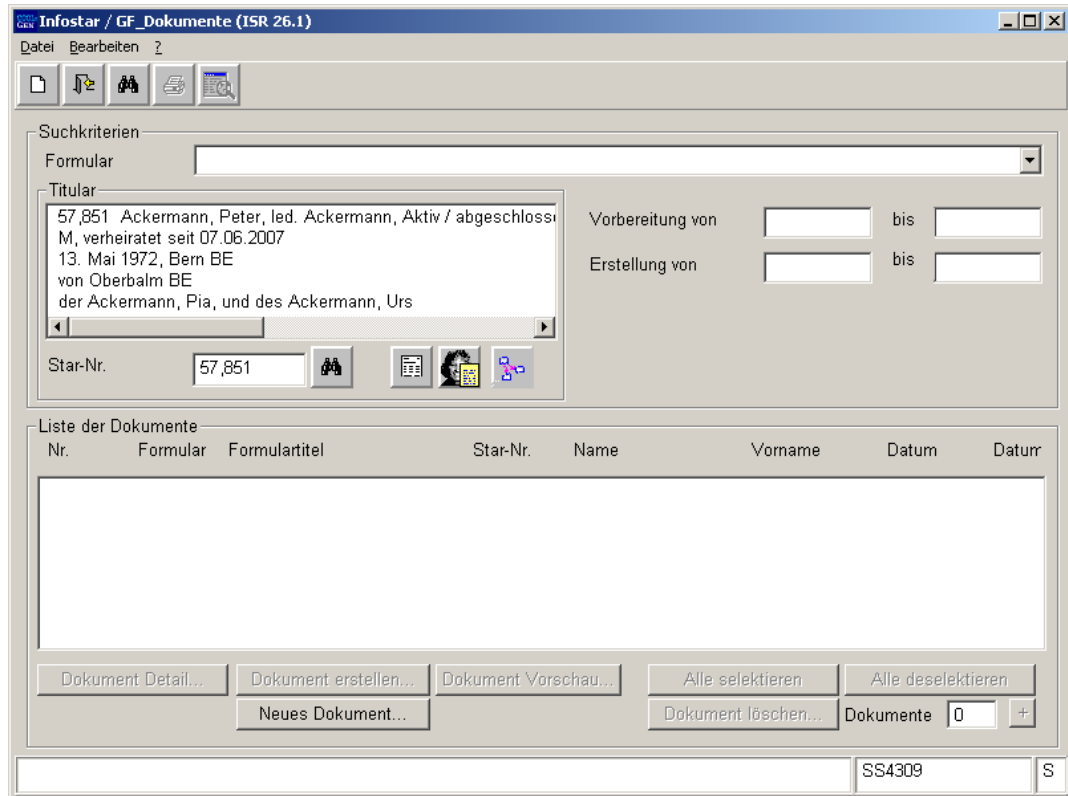 Infostar / GF_Dokumente (ISR 26.1)
Datei Bearbeiten ?
Suchkriterien
Formular
Titular
57,851 Ackermann, Peter, led. Ackermann, Aktiv / abgeschlosse
M, verheiratet seit 07.06.2007
13. Mai 1972, Bern BE
von Oberbalm BE
der Ackermann, Pia, und des Ackermann, Urs
Vorbereitung von bis
Erstellung von bis
Star-Nr. 57,851
Liste der Dokumente
Nr. Formular Formulartitel Star-Nr. Name Vorname Datum Datum
Dokument Detail... Dokument erstellen... Dokument Vorschau... Alle selektieren Alle deselektieren
Neues Dokument... Dokument löschen... Dokumente 0 +
SS4309 S